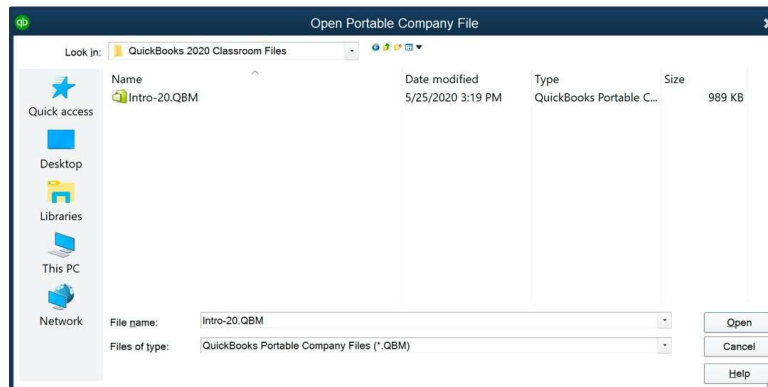 qb Open Portable Company File
Look in: QuickBooks 2020 Classroom Files
Name Date modified Type Size
Intro-20.QBM 5/25/2020 3:19 PM QuickBooks Portable C... 989 KB
Quick access
Desktop
Libraries
This PC
Network
File name: Intro-20.QBM Open
Files of type: QuickBooks Portable Company Files (*.QBM) Cancel
Help